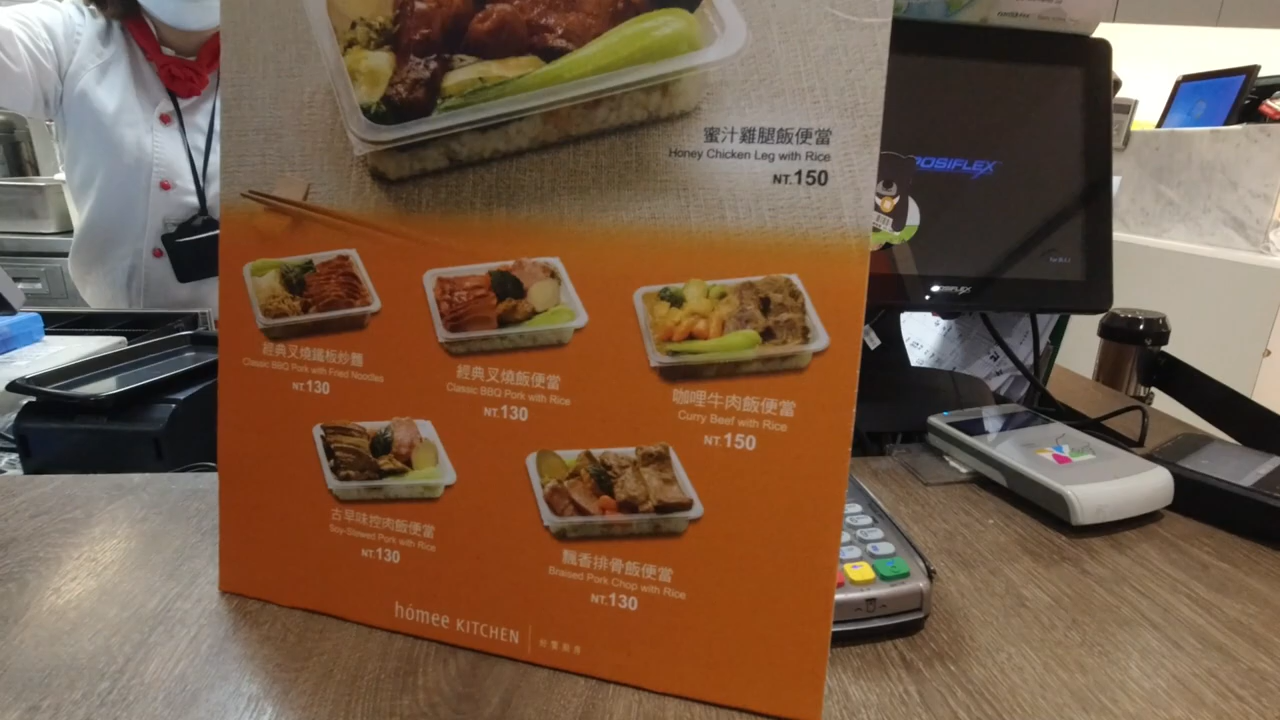 蜜汁雞腿飯便當
Honey Chicken Leg with Rice
NT.150
經典叉燒鐵板炒麵
Classic BBQ Pork with Fried Noodles
NT.130
經典叉燒飯便當
Classic BBQ Pork with Rice
NT.130
咖哩牛肉飯便當
Curry Beef with Rice
NT.150
古早味控肉飯便當
Soy-Stewed Pork with Rice
NT.130
飄香排骨飯便當
Braised Pork Chop with Rice
NT.130
hómee KITCHEN
POSIFLEX
POSIFLEX